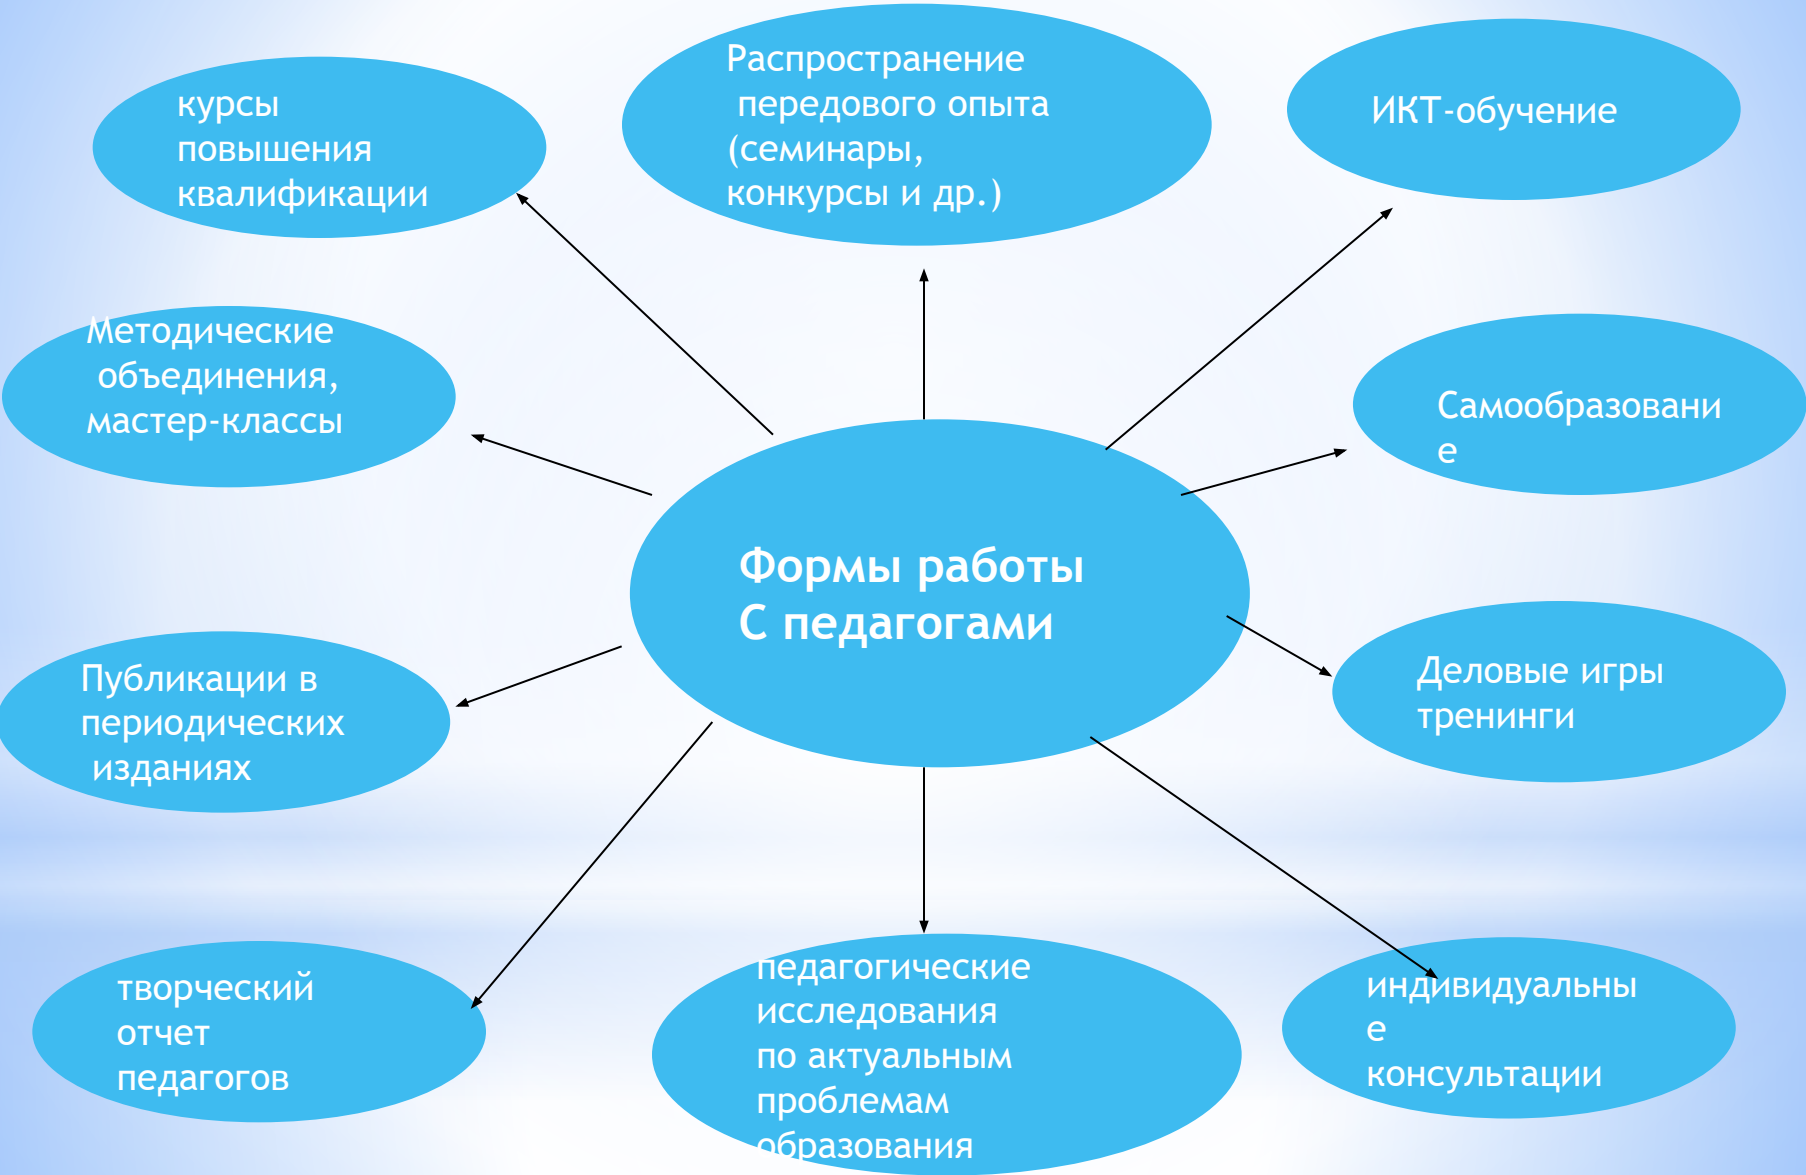 курсы
повышения
квалификации
Распространение
передового опыта
(семинары,
конкурсы и др.)
ИКТ-обучение
Методические
объединения,
мастер-классы
Самообразовани
е
Формы работы
С педагогами
Публикации в
периодических
изданиях
Деловые игры
тренинги
творческий
отчет
педагогов
педагогические
исследования
по актуальным
проблемам
образования
индивидуальны
е
консультации